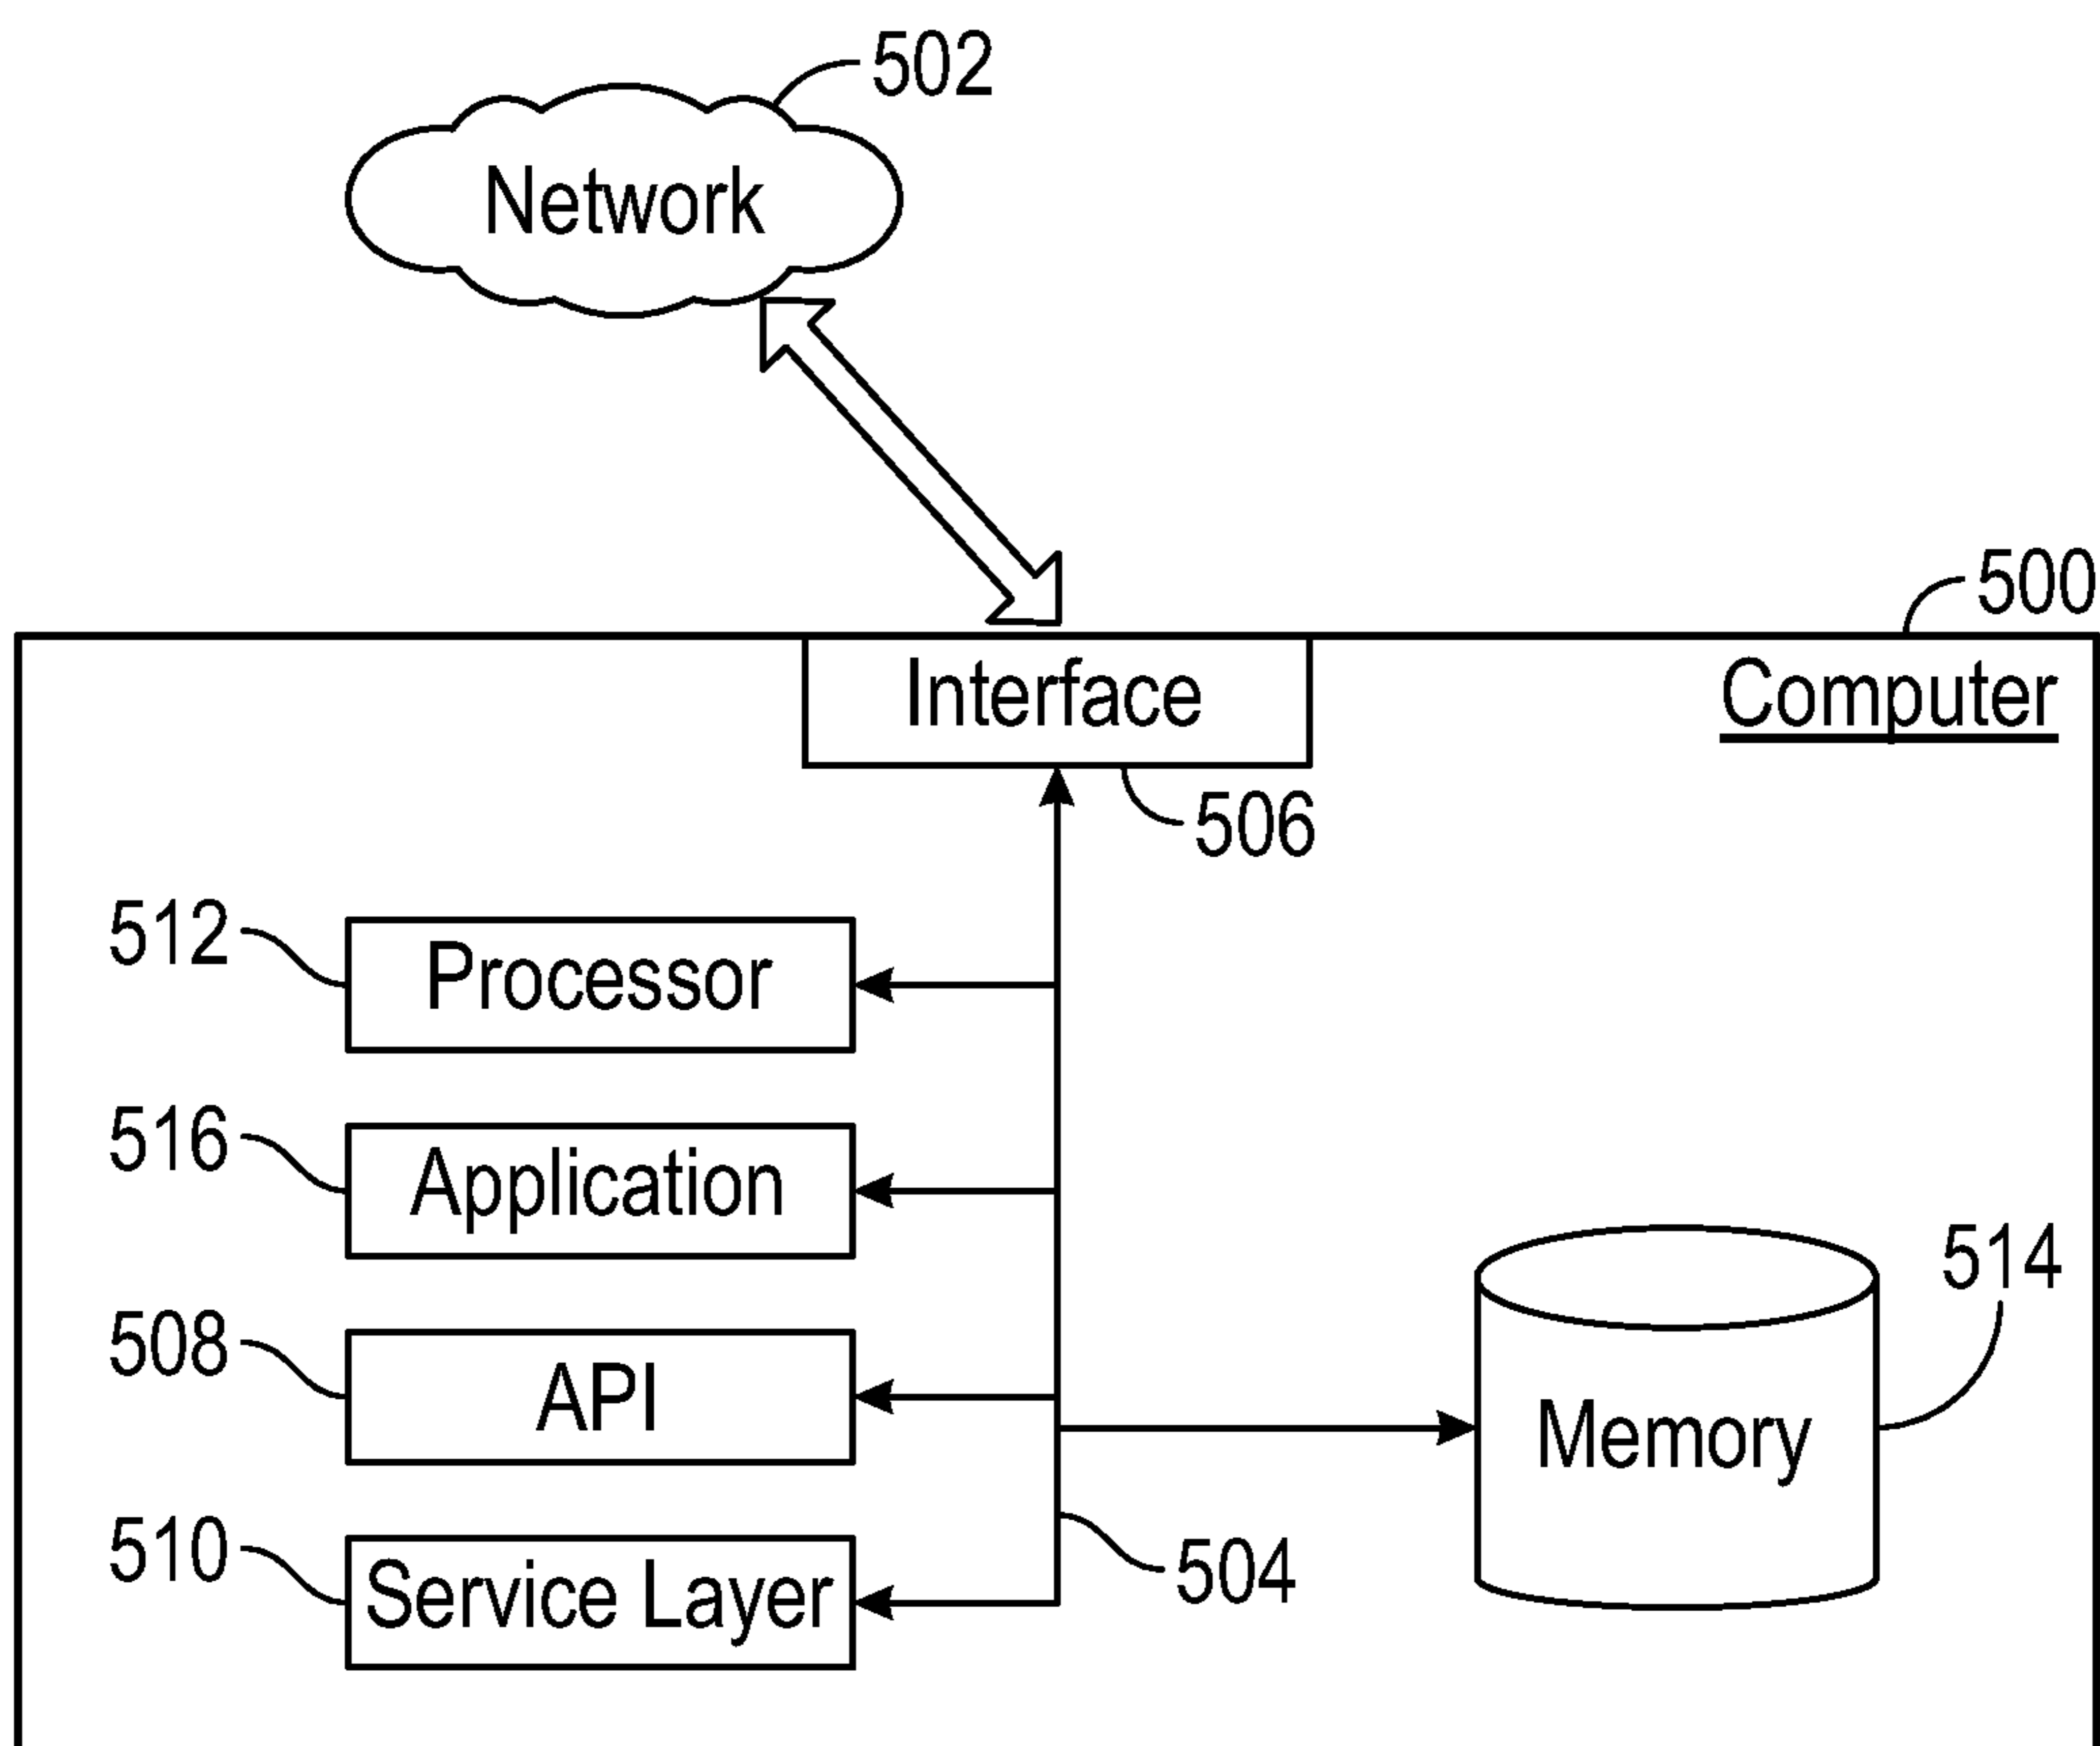 502
Network
500
Interface
Computer
506
512
Processor
516
Application
514
508
API
Memory
510
Service Layer
504